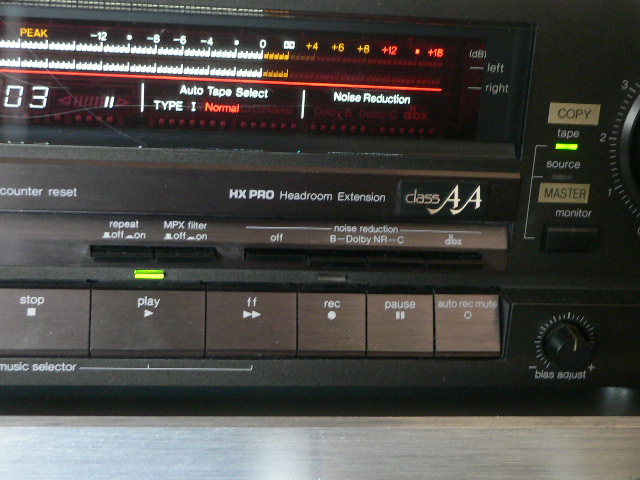 PEAK
-12 • -8 -6 -4 • 0 +4 +6 +8 +12 • +18
(dB)
left
right
03
Auto Tape Select
TYPE I Normal
Noise Reduction
dbx
3
2
1
COPY
tape
source
MASTER
monitor
counter reset
HX PRO Headroom Extension
class AA
repeat
off on
MPX filter
off on
noise reduction
off
B–Dolby NR–C
dbx
stop
play
ff
rec
pause
auto rec mute
music selector
– bias adjust +